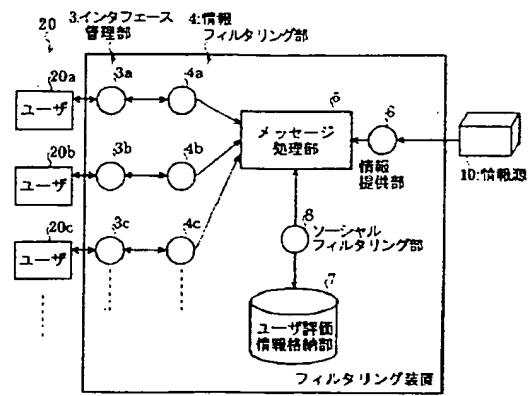 20
3:インタフェース
管理部
4:情報
フィルタリング部
20a
ユーザ
3a
4a
5
メッセージ
処理部
6
情報
提供部
10:情報源
20b
ユーザ
3b
4b
20c
ユーザ
3c
4c
8
ソーシャル
フィルタリング部
7
ユーザ評価
情報格納部
フィルタリング装置